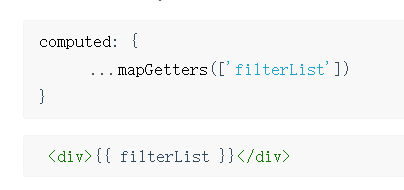 computed: {
...mapGetters(['filterList'])
}
<div>{{ filterList }}</div>